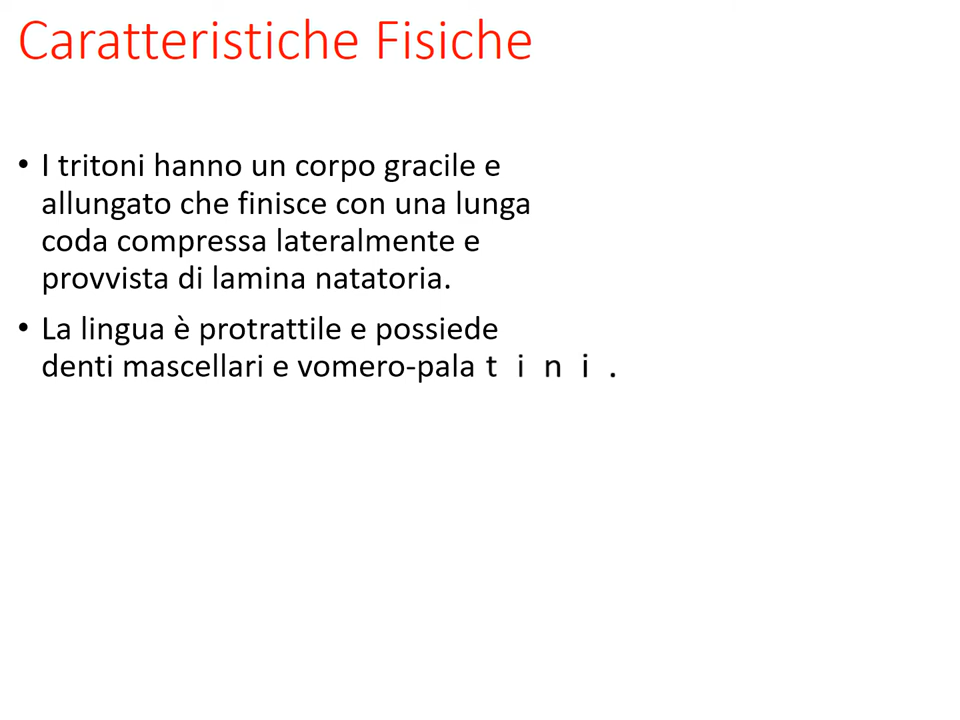 Caratteristiche Fisiche
• I tritoni hanno un corpo gracile e
allungato che finisce con una lunga
coda compressa lateralmente e
provvista di lamina natatoria.
• La lingua è protrattile e possiede
denti mascellari e vomero-pala t i n i .